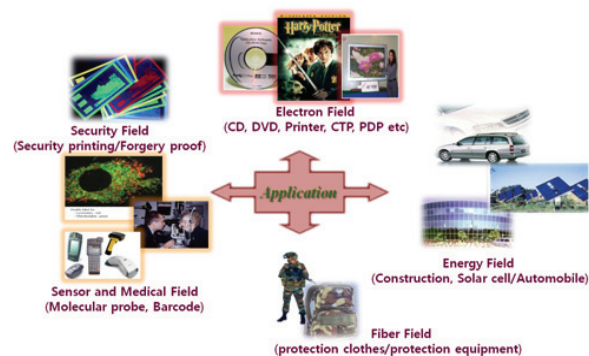 Harry Potter
Electron Field
(CD, DVD, Printer, CTP, PDP etc)
Security Field
(Security printing/Forgery proof)
Application
Energy Field
(Construction, Solar cell/Automobile)
Sensor and Medical Field
(Molecular probe, Barcode)
Fiber Field
(protection clothes/protection equipment)